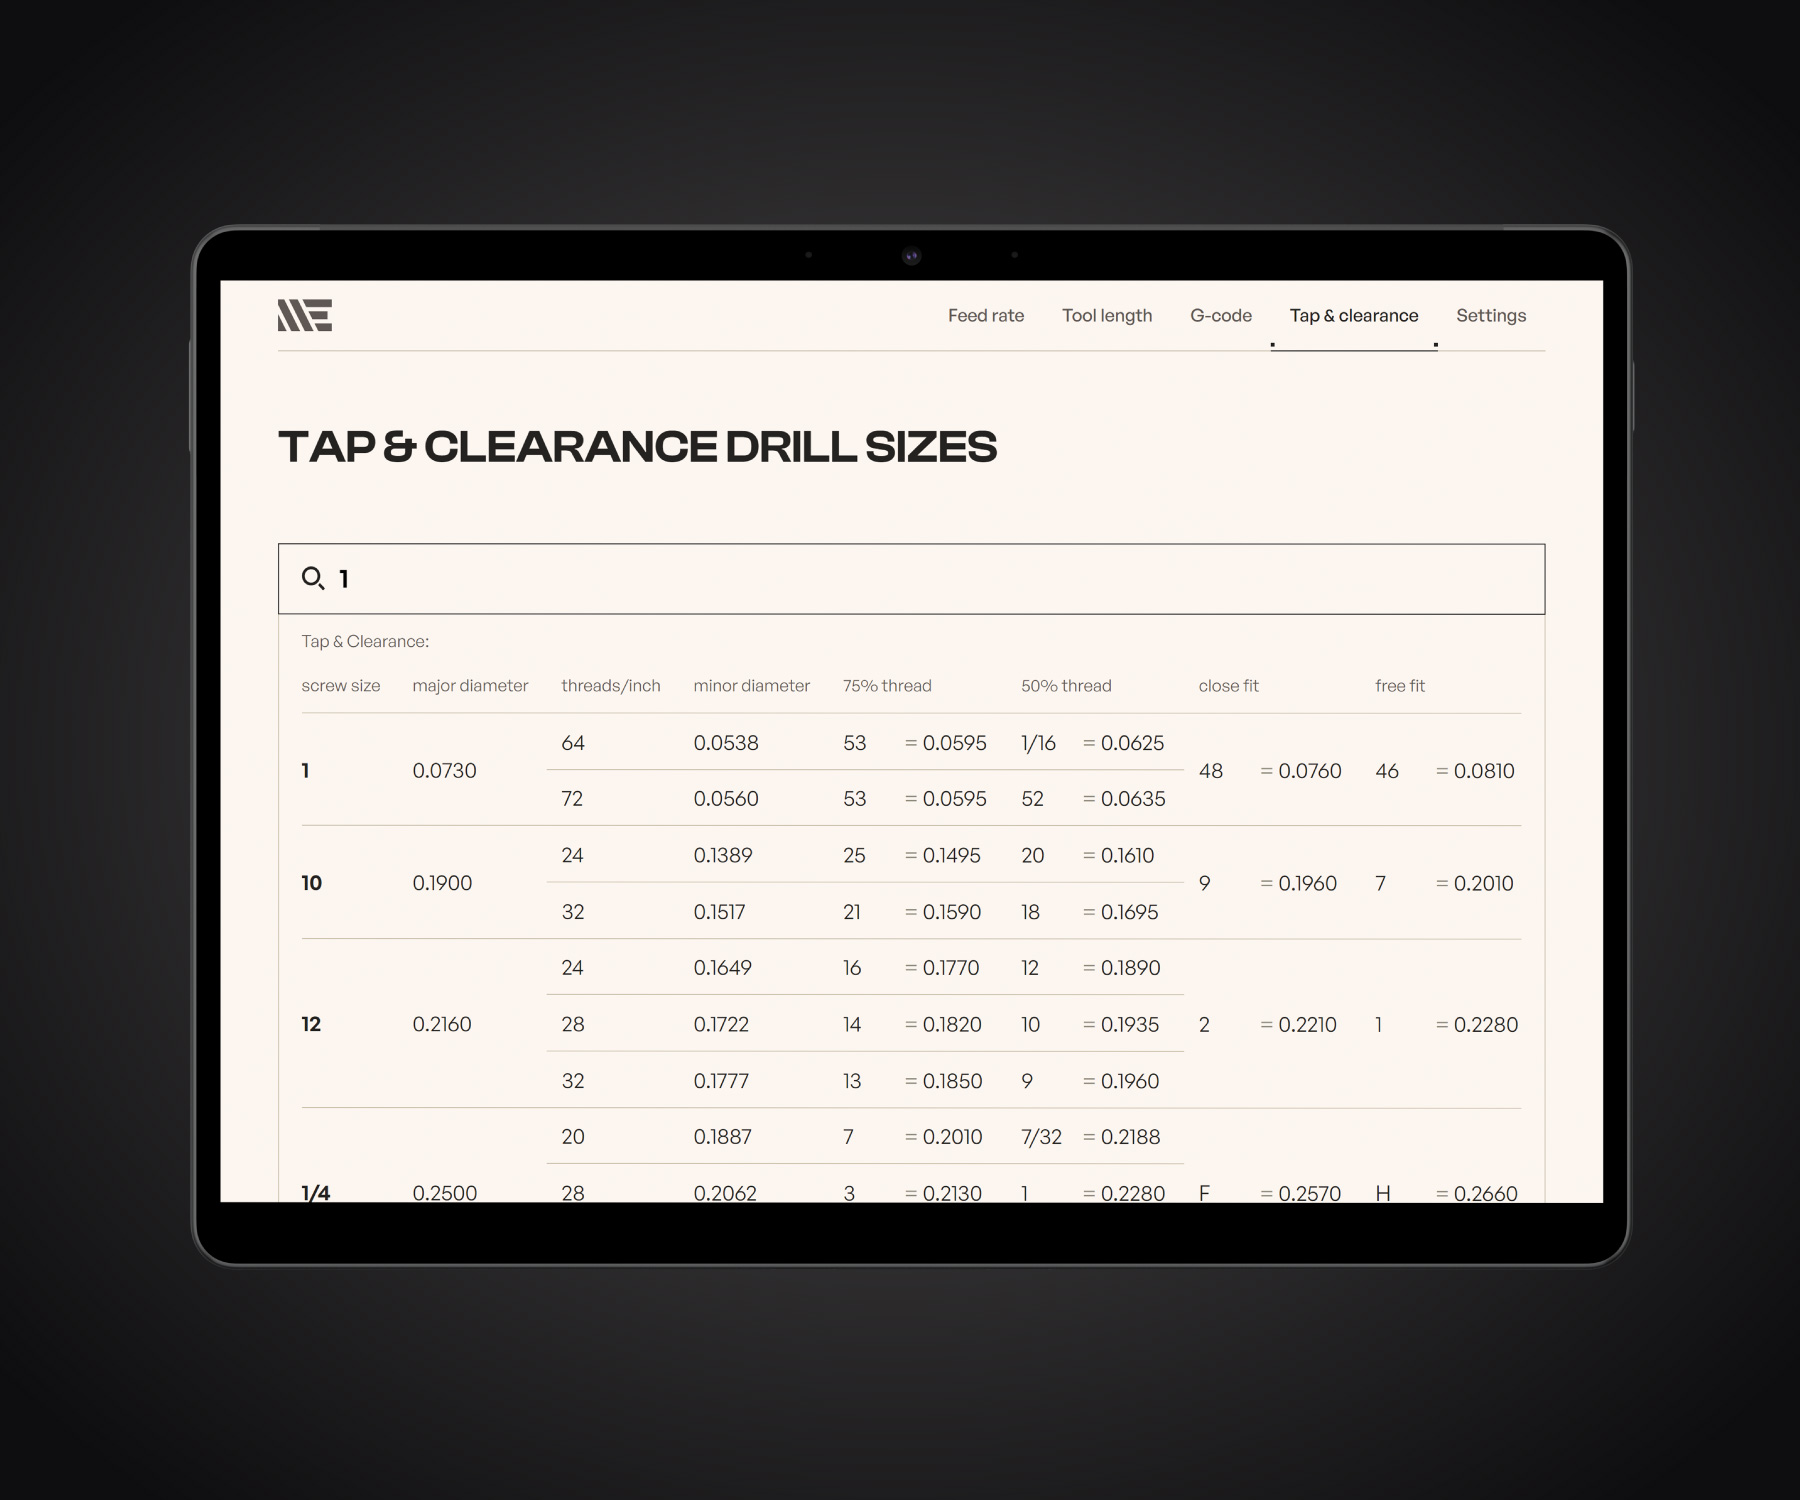 ME
Feed rate Tool length G-code Tap & clearance Settings
TAP & CLEARANCE DRILL SIZES
1
Tap & Clearance:
screw size major diameter threads/inch minor diameter 75% thread 50% thread close fit free fit
64 0.0538 53 = 0.0595 1/16 = 0.0625
1 0.0730 48 = 0.0760 46 = 0.0810
72 0.0560 53 = 0.0595 52 = 0.0635
24 0.1389 25 = 0.1495 20 = 0.1610
10 0.1900 9 = 0.1960 7 = 0.2010
32 0.1517 21 = 0.1590 18 = 0.1695
24 0.1649 16 = 0.1770 12 = 0.1890
12 0.2160 28 0.1722 14 = 0.1820 10 = 0.1935 2 = 0.2210 1 = 0.2280
32 0.1777 13 = 0.1850 9 = 0.1960
20 0.1887 7 = 0.2010 7/32 = 0.2188
1/4 0.2500 28 0.2062 3 = 0.2130 1 = 0.2280 F = 0.2570 H = 0.2660